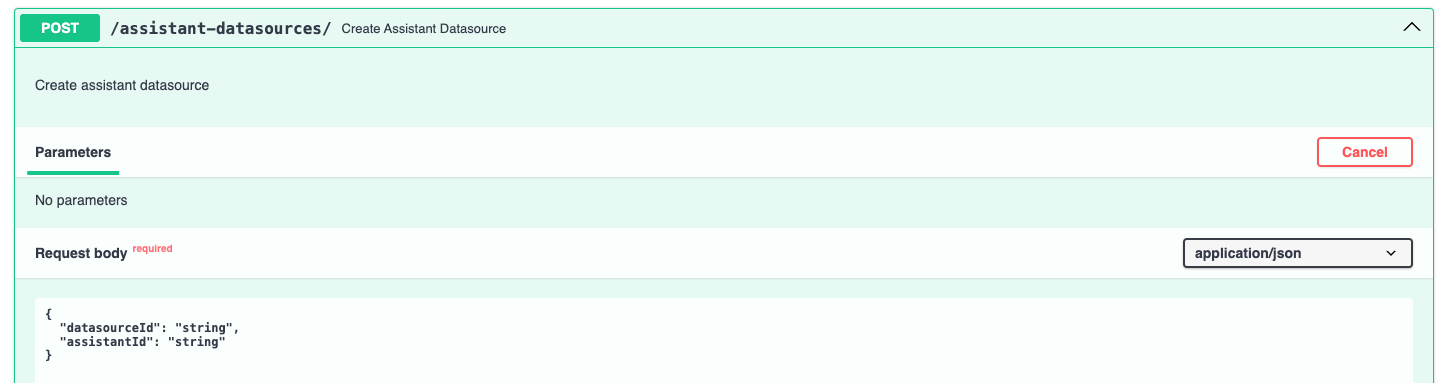 POST /assistant-datasources/ Create Assistant Datasource
Create assistant datasource
Parameters Cancel
No parameters
Request body required application/json
{
  "datasourceId": "string",
  "assistantId": "string"
}